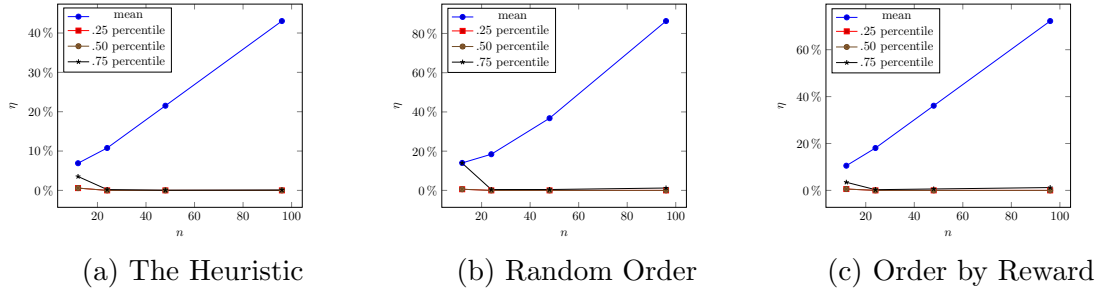 mean
.25 percentile
.50 percentile
.75 percentile
40 %
30 %
20 %
10 %
0 %
η
20 40 60 80 100
n
(a) The Heuristic
mean
.25 percentile
.50 percentile
.75 percentile
80 %
60 %
40 %
20 %
0 %
η
20 40 60 80 100
n
(b) Random Order
mean
.25 percentile
.50 percentile
.75 percentile
60 %
40 %
20 %
0 %
η
20 40 60 80 100
n
(c) Order by Reward